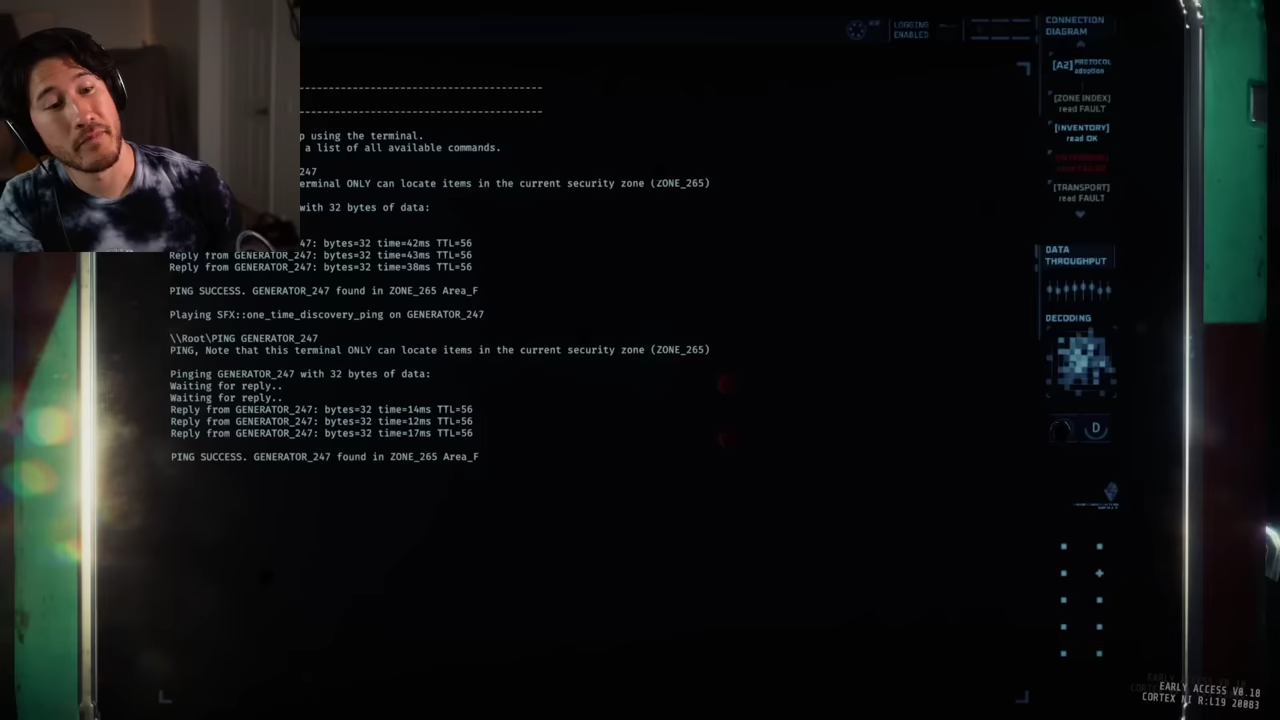 LOGGING
ENABLED
--------------------------------------------
--------------------------------------------
p using the terminal.
a list of all available commands.
247
erminal ONLY can locate items in the current security zone (ZONE_265)
with 32 bytes of data:
47: bytes=32 time=42ms TTL=56
Reply from GENERATOR_247: bytes=32 time=43ms TTL=56
Reply from GENERATOR_247: bytes=32 time=38ms TTL=56
PING SUCCESS. GENERATOR_247 found in ZONE_265 Area_F
Playing SFX::one_time_discovery_ping on GENERATOR_247
\\Root\PING GENERATOR_247
PING, Note that this terminal ONLY can locate items in the current security zone (ZONE_265)
Pinging GENERATOR_247 with 32 bytes of data:
Waiting for reply..
Waiting for reply..
Reply from GENERATOR_247: bytes=32 time=14ms TTL=56
Reply from GENERATOR_247: bytes=32 time=12ms TTL=56
Reply from GENERATOR_247: bytes=32 time=17ms TTL=56
PING SUCCESS. GENERATOR_247 found in ZONE_265 Area_F
CONNECTION
DIAGRAM
[A2] PROTOCOL
adaption
[ZONE INDEX]
read FAULT
[INVENTORY]
read OK
[TRANSPORT]
read FAULT
DATA
THROUGHPUT
DECODING
D
EARLY ACCESS V0.18
CORTEX NI R:L19 200B3